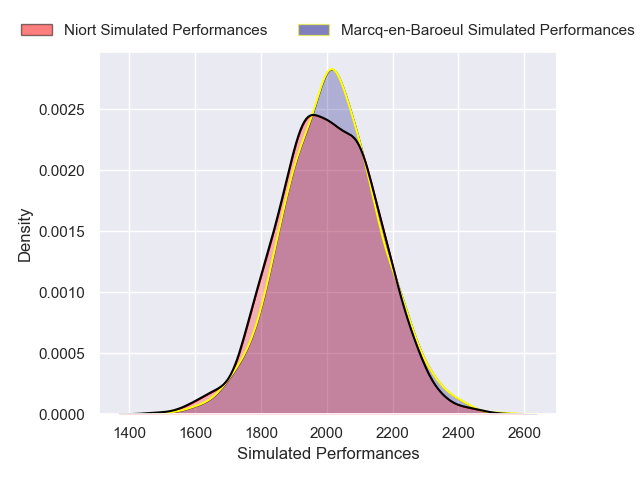 Niort Simulated Performances
Marcq-en-Baroeul Simulated Performances
0.0025
0.0020
0.0015
0.0010
0.0005
0.0000
Density
1400 1600 1800 2000 2200 2400 2600
Simulated Performances